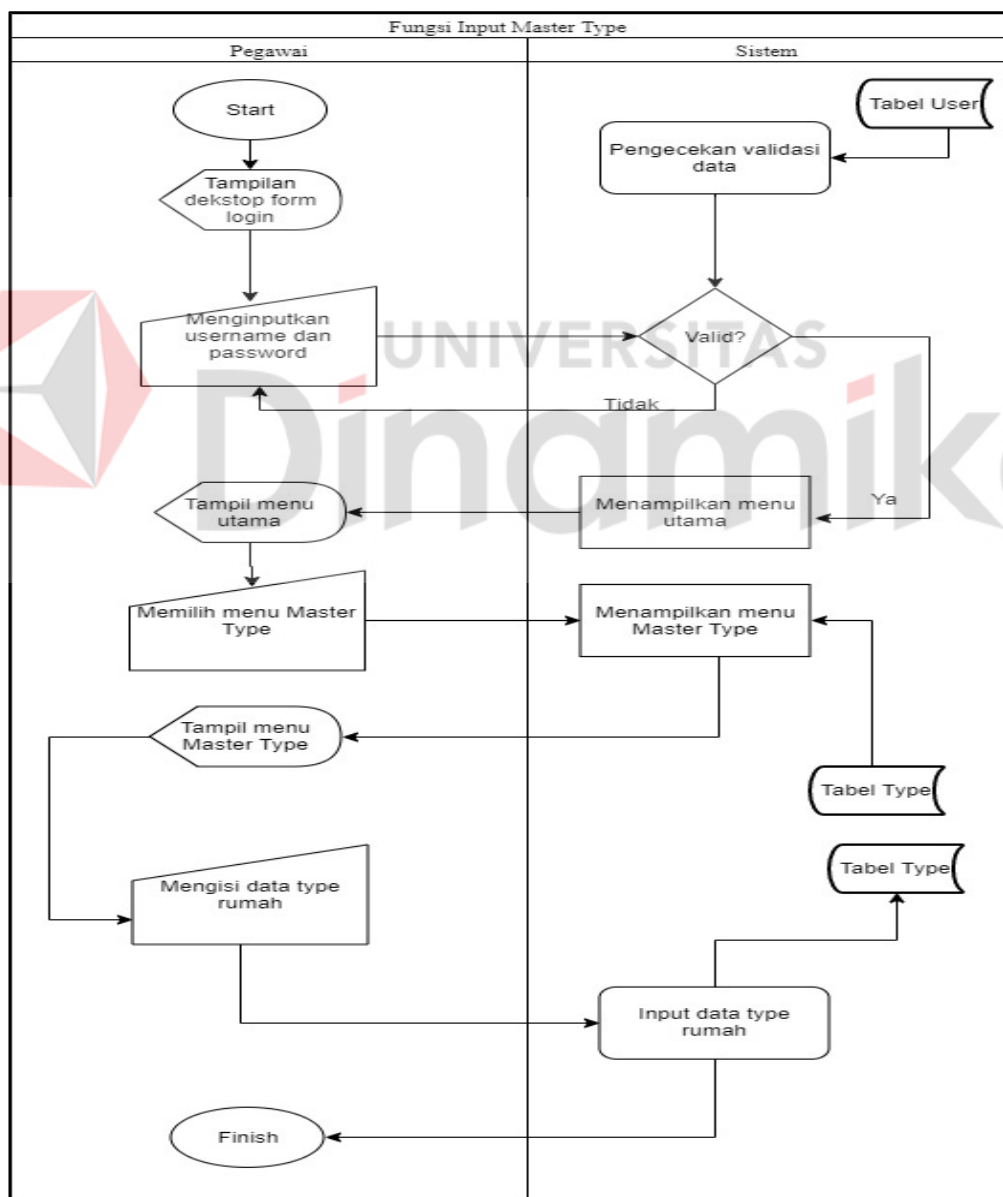 Fungsi Input Master Type
Pegawai
Sistem
Start
Tabel User
Pengecekan validasi
data
Tampilan
dekstop form
login
Menginputkan
username dan
password
Valid?
Tidak
Ya
UNIVERSITAS
Dinamika
Tampil menu
utama
Menampilkan menu
utama
Memilih menu Master
Type
Menampilkan menu
Master Type
Tampil menu
Master Type
Tabel Type
Tabel Type
Mengisi data type
rumah
Input data type
rumah
Finish